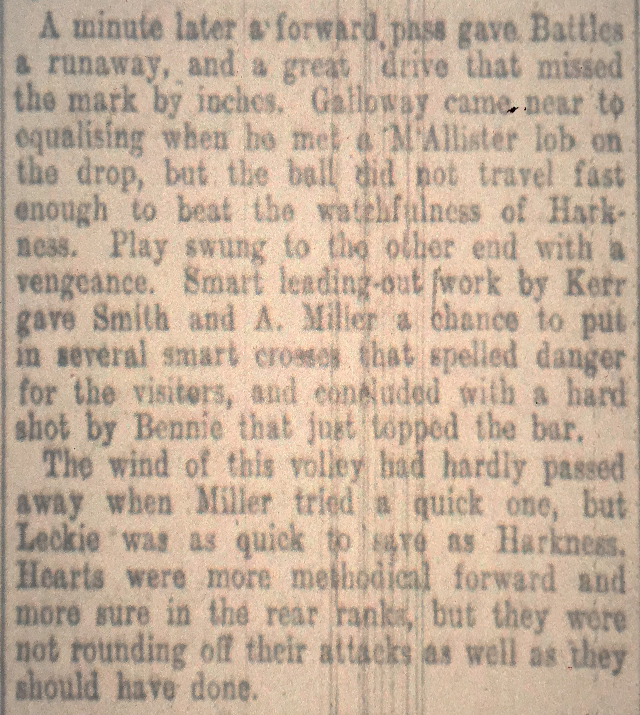 A minute later a forward pass gave Battles
a runaway, and a great drive that missed
the mark by inches. Galloway came near to
equalising when he met a M'Allister lob on
the drop, but the ball did not travel fast
enough to beat the watchfulness of Hark-
ness. Play swung to the other end with a
vengeance. Smart leading-out work by Kerr
gave Smith and A. Miller a chance to put
in several smart crosses that spelled danger
for the visitors, and concluded with a hard
shot by Bennie that just topped the bar.
The wind of this volley had hardly passed
away when Miller tried a quick one, but
Leckie was as quick to save as Harkness.
Hearts were more methodical forward and
more sure in the rear ranks, but they were
not rounding off their attacks as well as they
should have done.